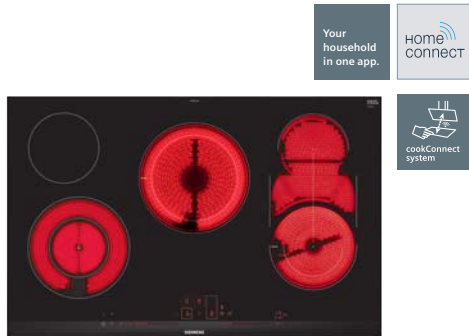 Your
household
in one app.
HOME
CONNECT
cookConnect
system
SIEMENS